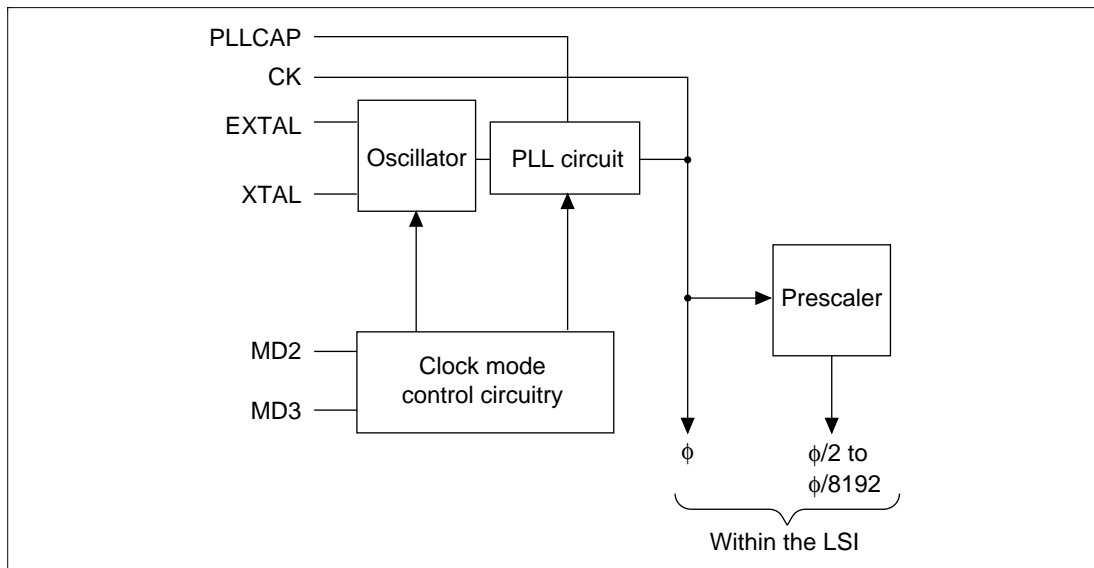 PLLCAP
CK
EXTAL
Oscillator
PLL circuit
XTAL
Prescaler
MD2
Clock mode
control circuitry
MD3
ϕ
ϕ/2 to
ϕ/8192
Within the LSI